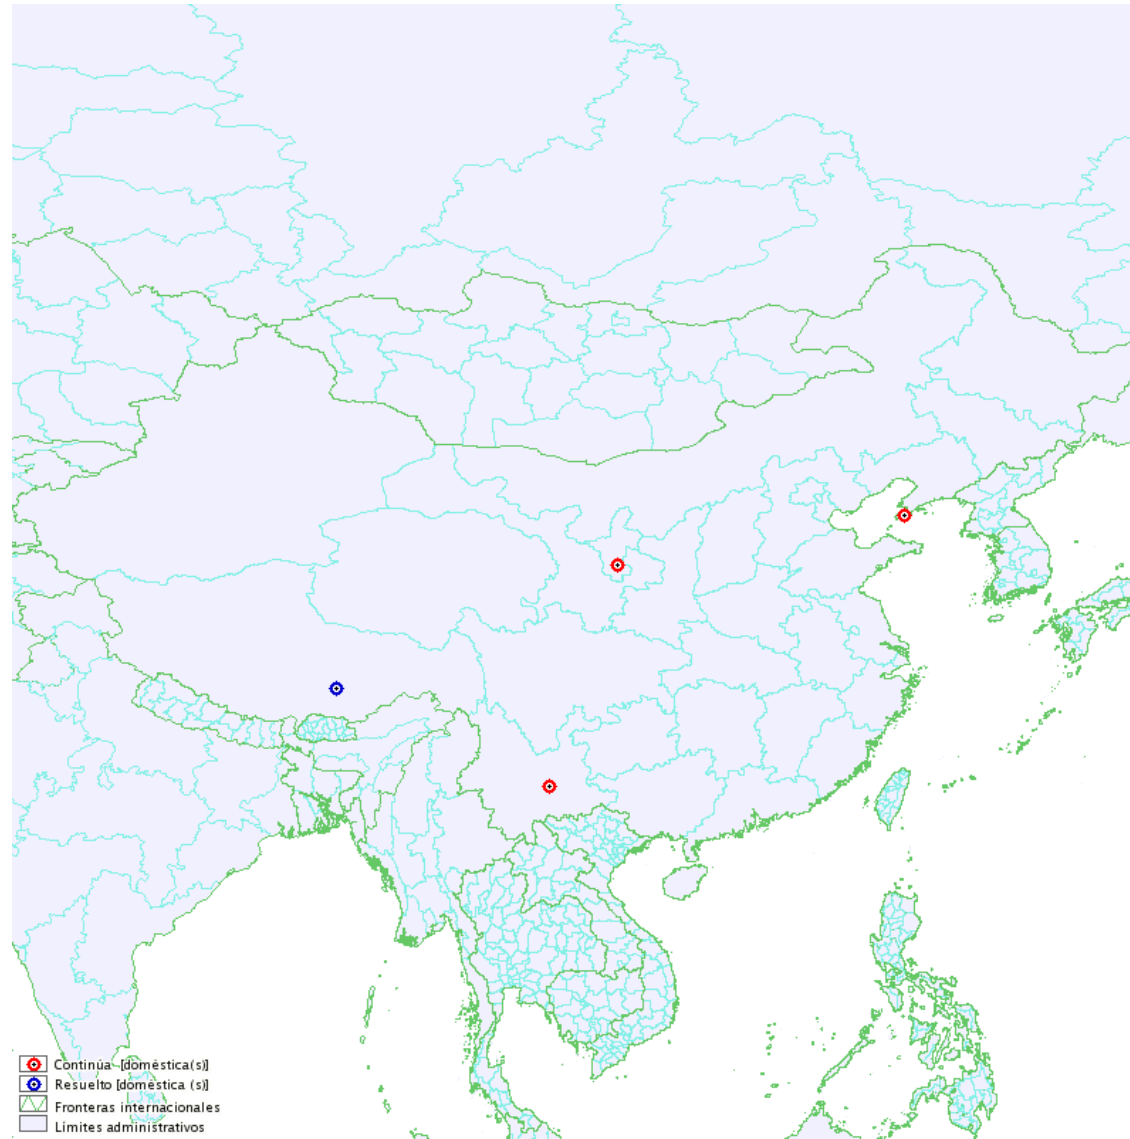 Continúa [doméstica(s)]
Resuelto [doméstica (s)]
Fronteras internacionales
Límites administrativos